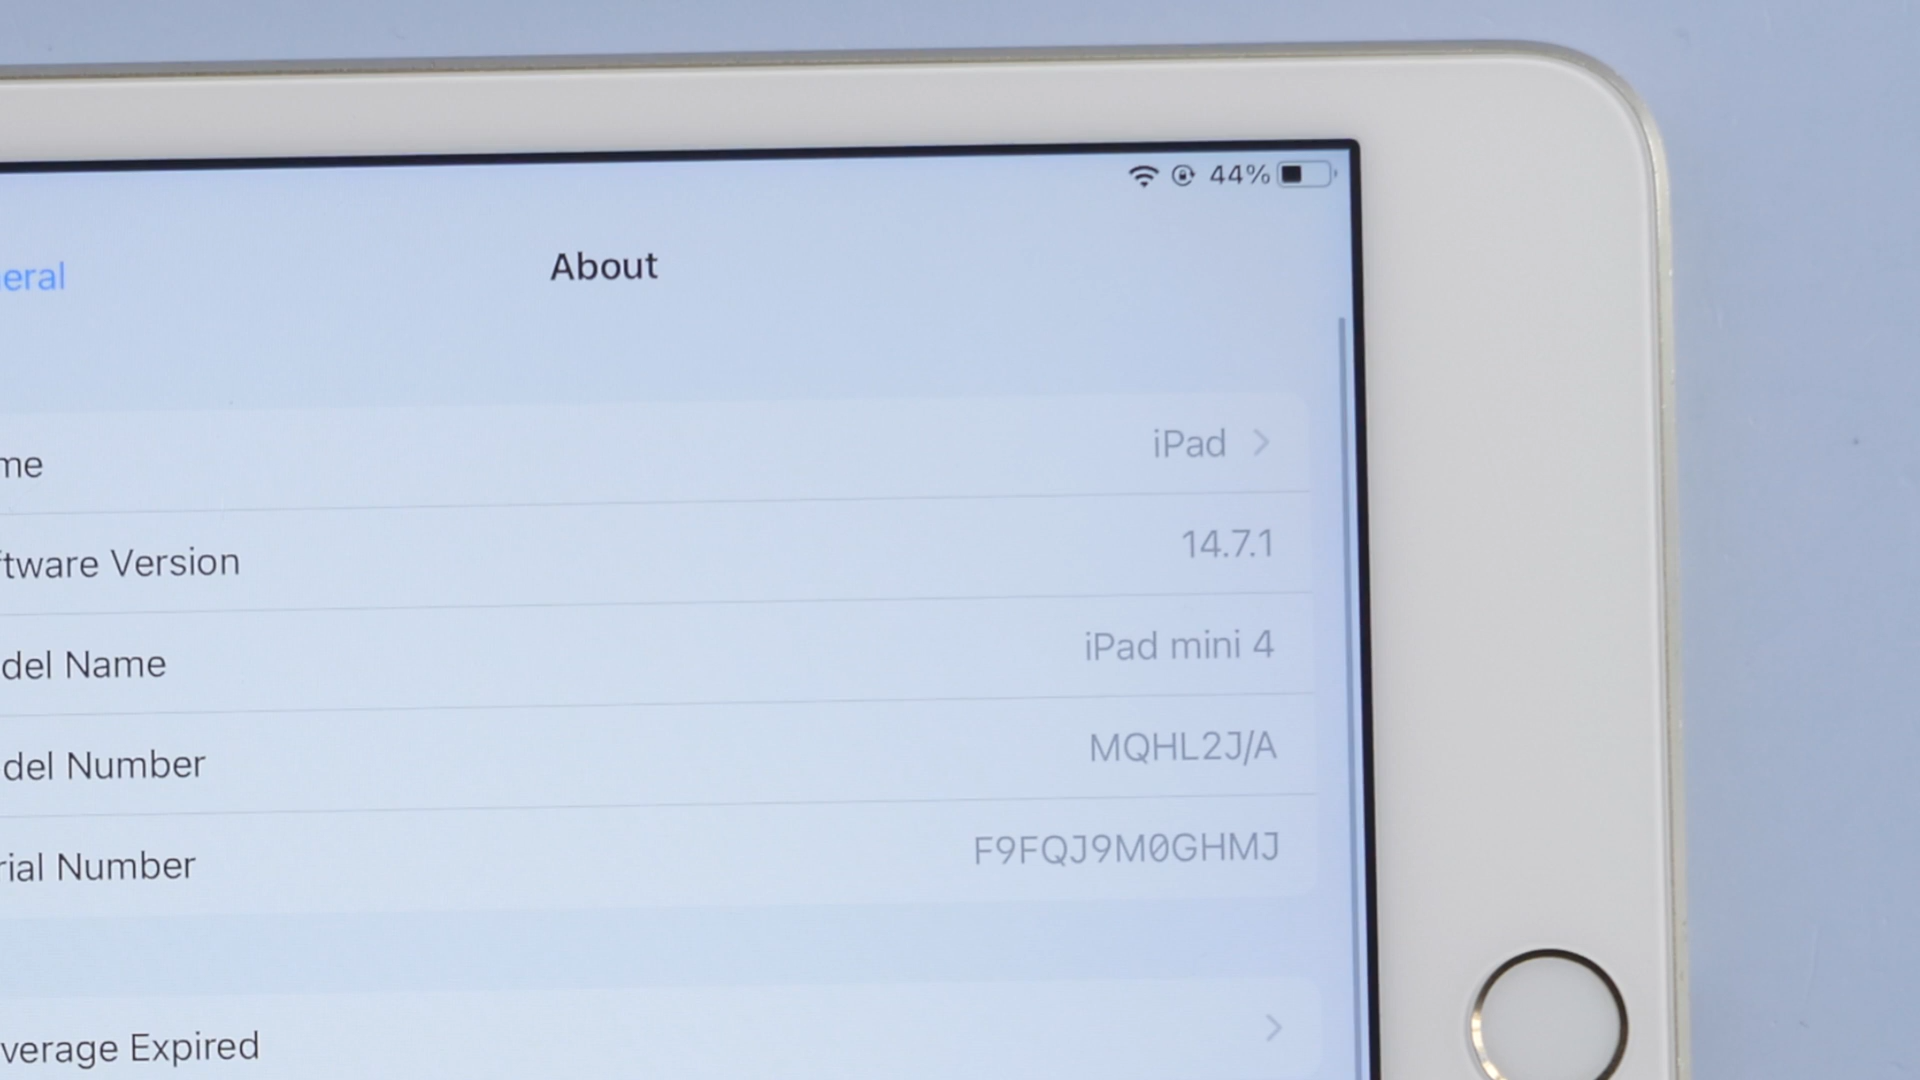 44%
eral
About
me
iPad
ftware Version
14.7.1
del Name
iPad mini 4
del Number
MQHL2J/A
rial Number
F9FQJ9M0GHMJ
verage Expired